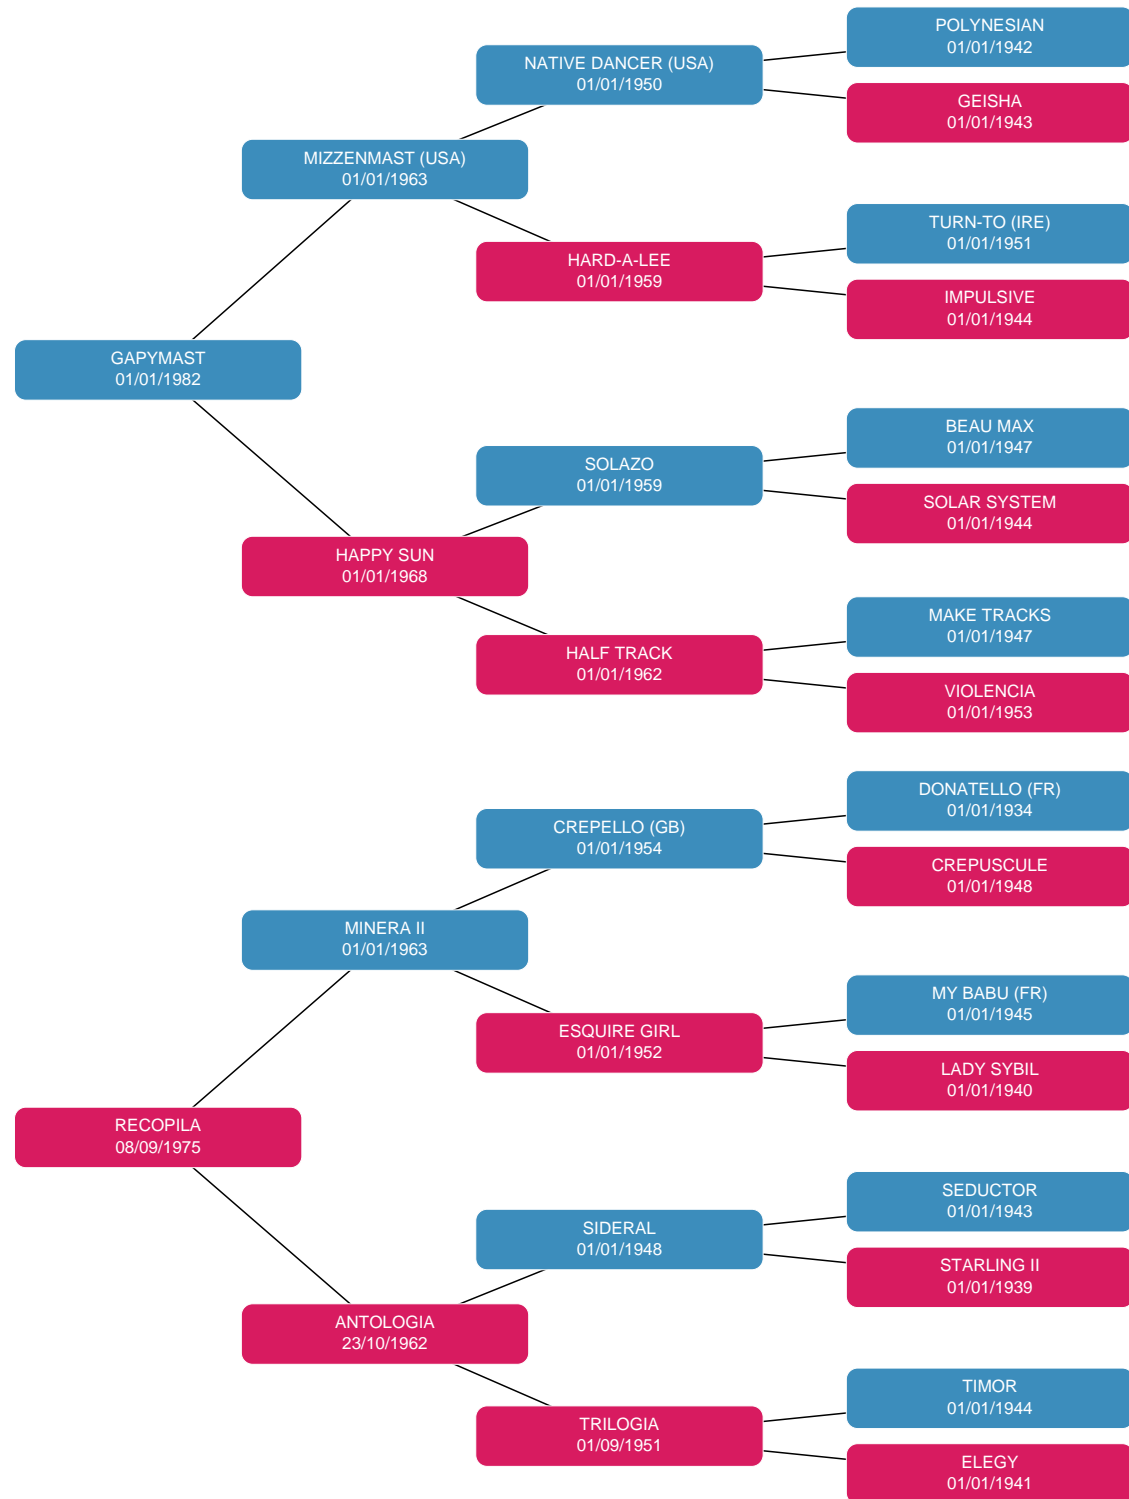 POLYNESIAN
01/01/1942
NATIVE DANCER (USA)
01/01/1950
GEISHA
01/01/1943
MIZZENMAST (USA)
01/01/1963
TURN-TO (IRE)
01/01/1951
HARD-A-LEE
01/01/1959
IMPULSIVE
01/01/1944
GAPYMAST
01/01/1982
BEAU MAX
01/01/1947
SOLAZO
01/01/1959
SOLAR SYSTEM
01/01/1944
HAPPY SUN
01/01/1968
MAKE TRACKS
01/01/1947
HALF TRACK
01/01/1962
VIOLENCIA
01/01/1953
DONATELLO (FR)
01/01/1934
CREPELLO (GB)
01/01/1954
CREPUSCULE
01/01/1948
MINERA II
01/01/1963
MY BABU (FR)
01/01/1945
ESQUIRE GIRL
01/01/1952
LADY SYBIL
01/01/1940
RECOPILA
08/09/1975
SEDUCTOR
01/01/1943
SIDERAL
01/01/1948
STARLING II
01/01/1939
ANTOLOGIA
23/10/1962
TIMOR
01/01/1944
TRILOGIA
01/09/1951
ELEGY
01/01/1941